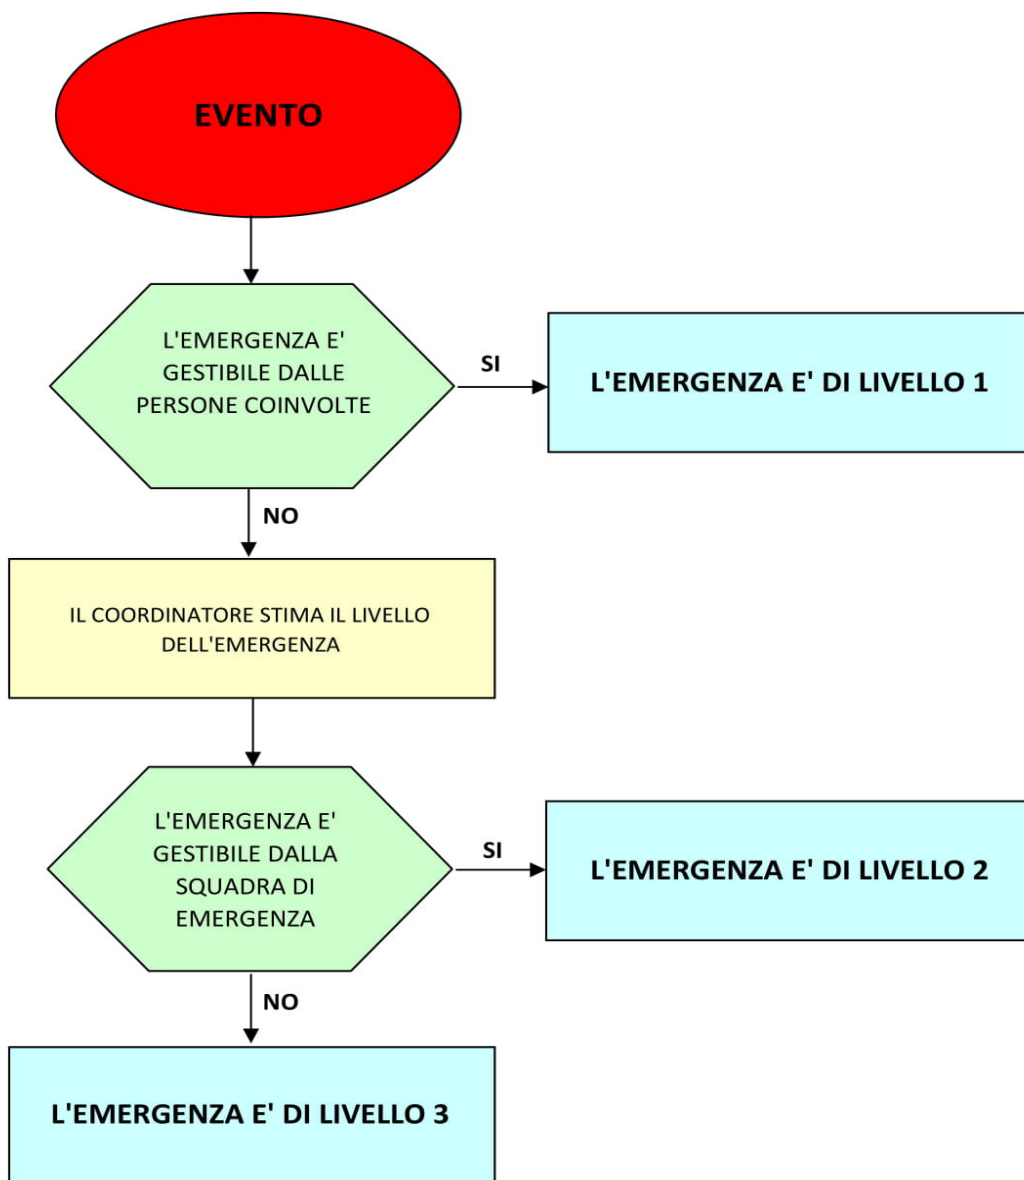 EVENTO
L'EMERGENZA E'
GESTIBILE DALLE
PERSONE COINVOLTE
SI
L'EMERGENZA E' DI LIVELLO 1
NO
IL COORDINATORE STIMA IL LIVELLO
DELL'EMERGENZA
L'EMERGENZA E'
GESTIBILE DALLA
SQUADRA DI
EMERGENZA
SI
L'EMERGENZA E' DI LIVELLO 2
NO
L'EMERGENZA E' DI LIVELLO 3